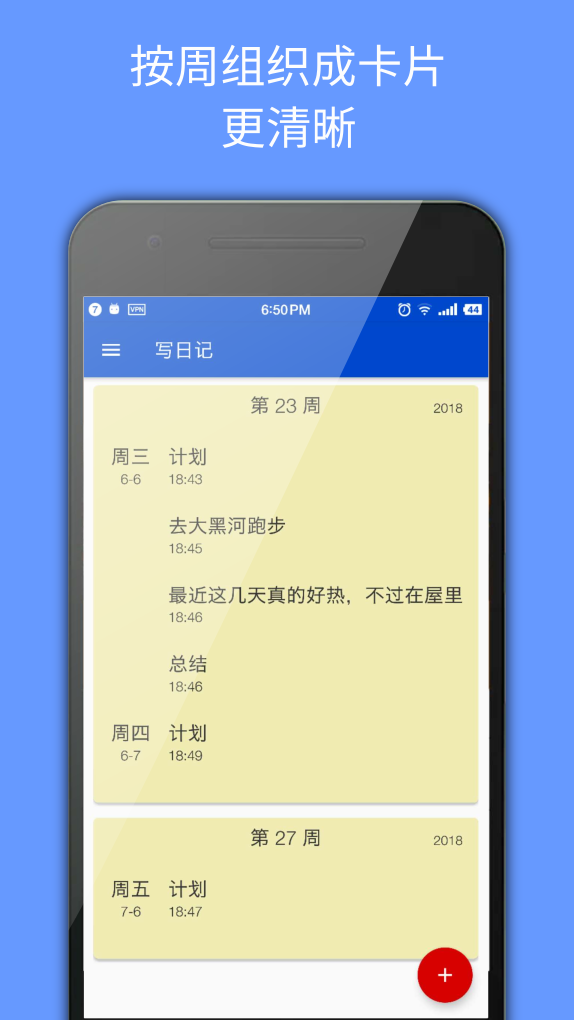 按周组织成卡片
更清晰
7 VPN 6:50PM 44
写日记
第 23 周 2018
周三 计划
6-6 18:43
去大黑河跑步
18:45
最近这几天真的好热，不过在屋里
18:46
总结
18:46
周四 计划
6-7 18:49
第 27 周 2018
周五 计划
7-6 18:47